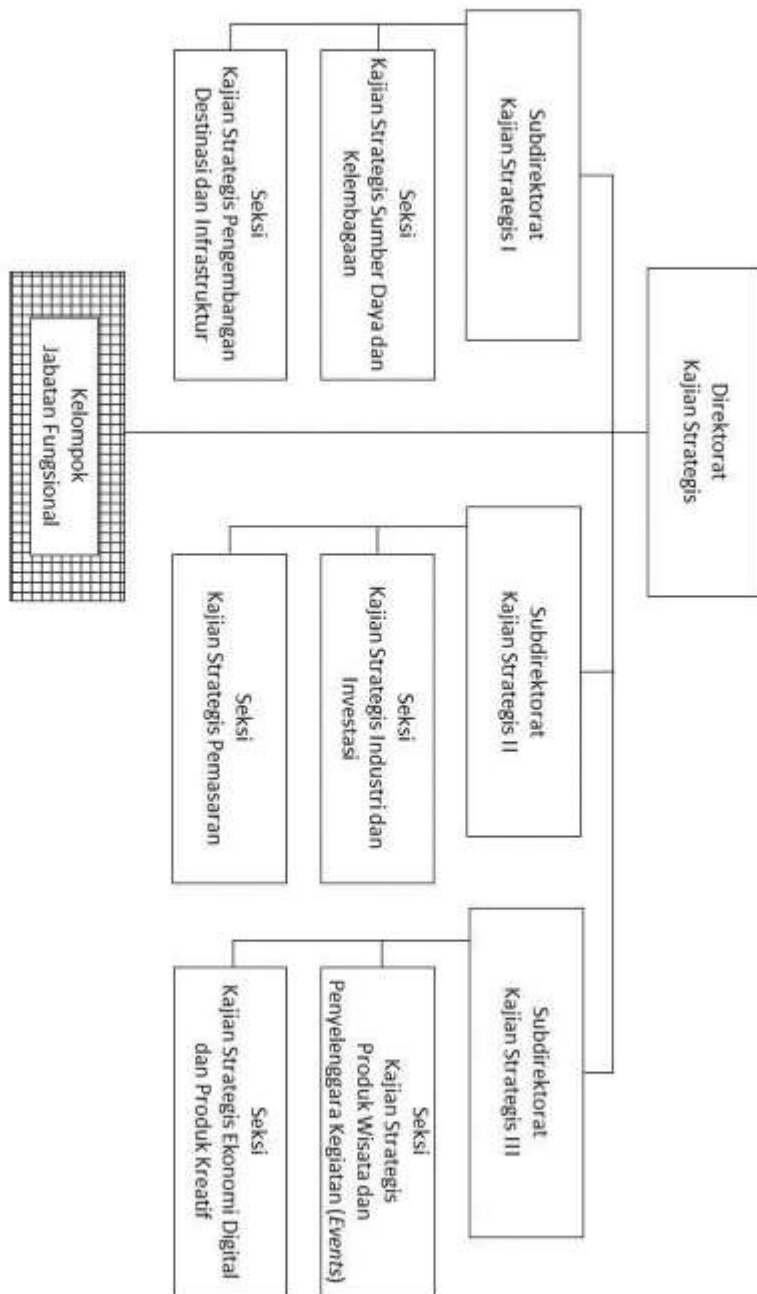 Direktorat
Kajian Strategis
Subdirektorat
Kajian Strategis I
Seksi
Kajian Strategis Sumber Daya dan
Kelembagaan
Seksi
Kajian Strategis Pengembangan
Destinasi dan Infrastruktur
Subdirektorat
Kajian Strategis II
Seksi
Kajian Strategis Industri dan
Investasi
Seksi
Kajian Strategis Pemasaran
Subdirektorat
Kajian Strategis III
Seksi
Kajian Strategis
Produk Wisata dan
Penyelenggara Kegiatan (Events)
Seksi
Kajian Strategis Ekonomi Digital
dan Produk Kreatif
Kelompok
Jabatan Fungsional